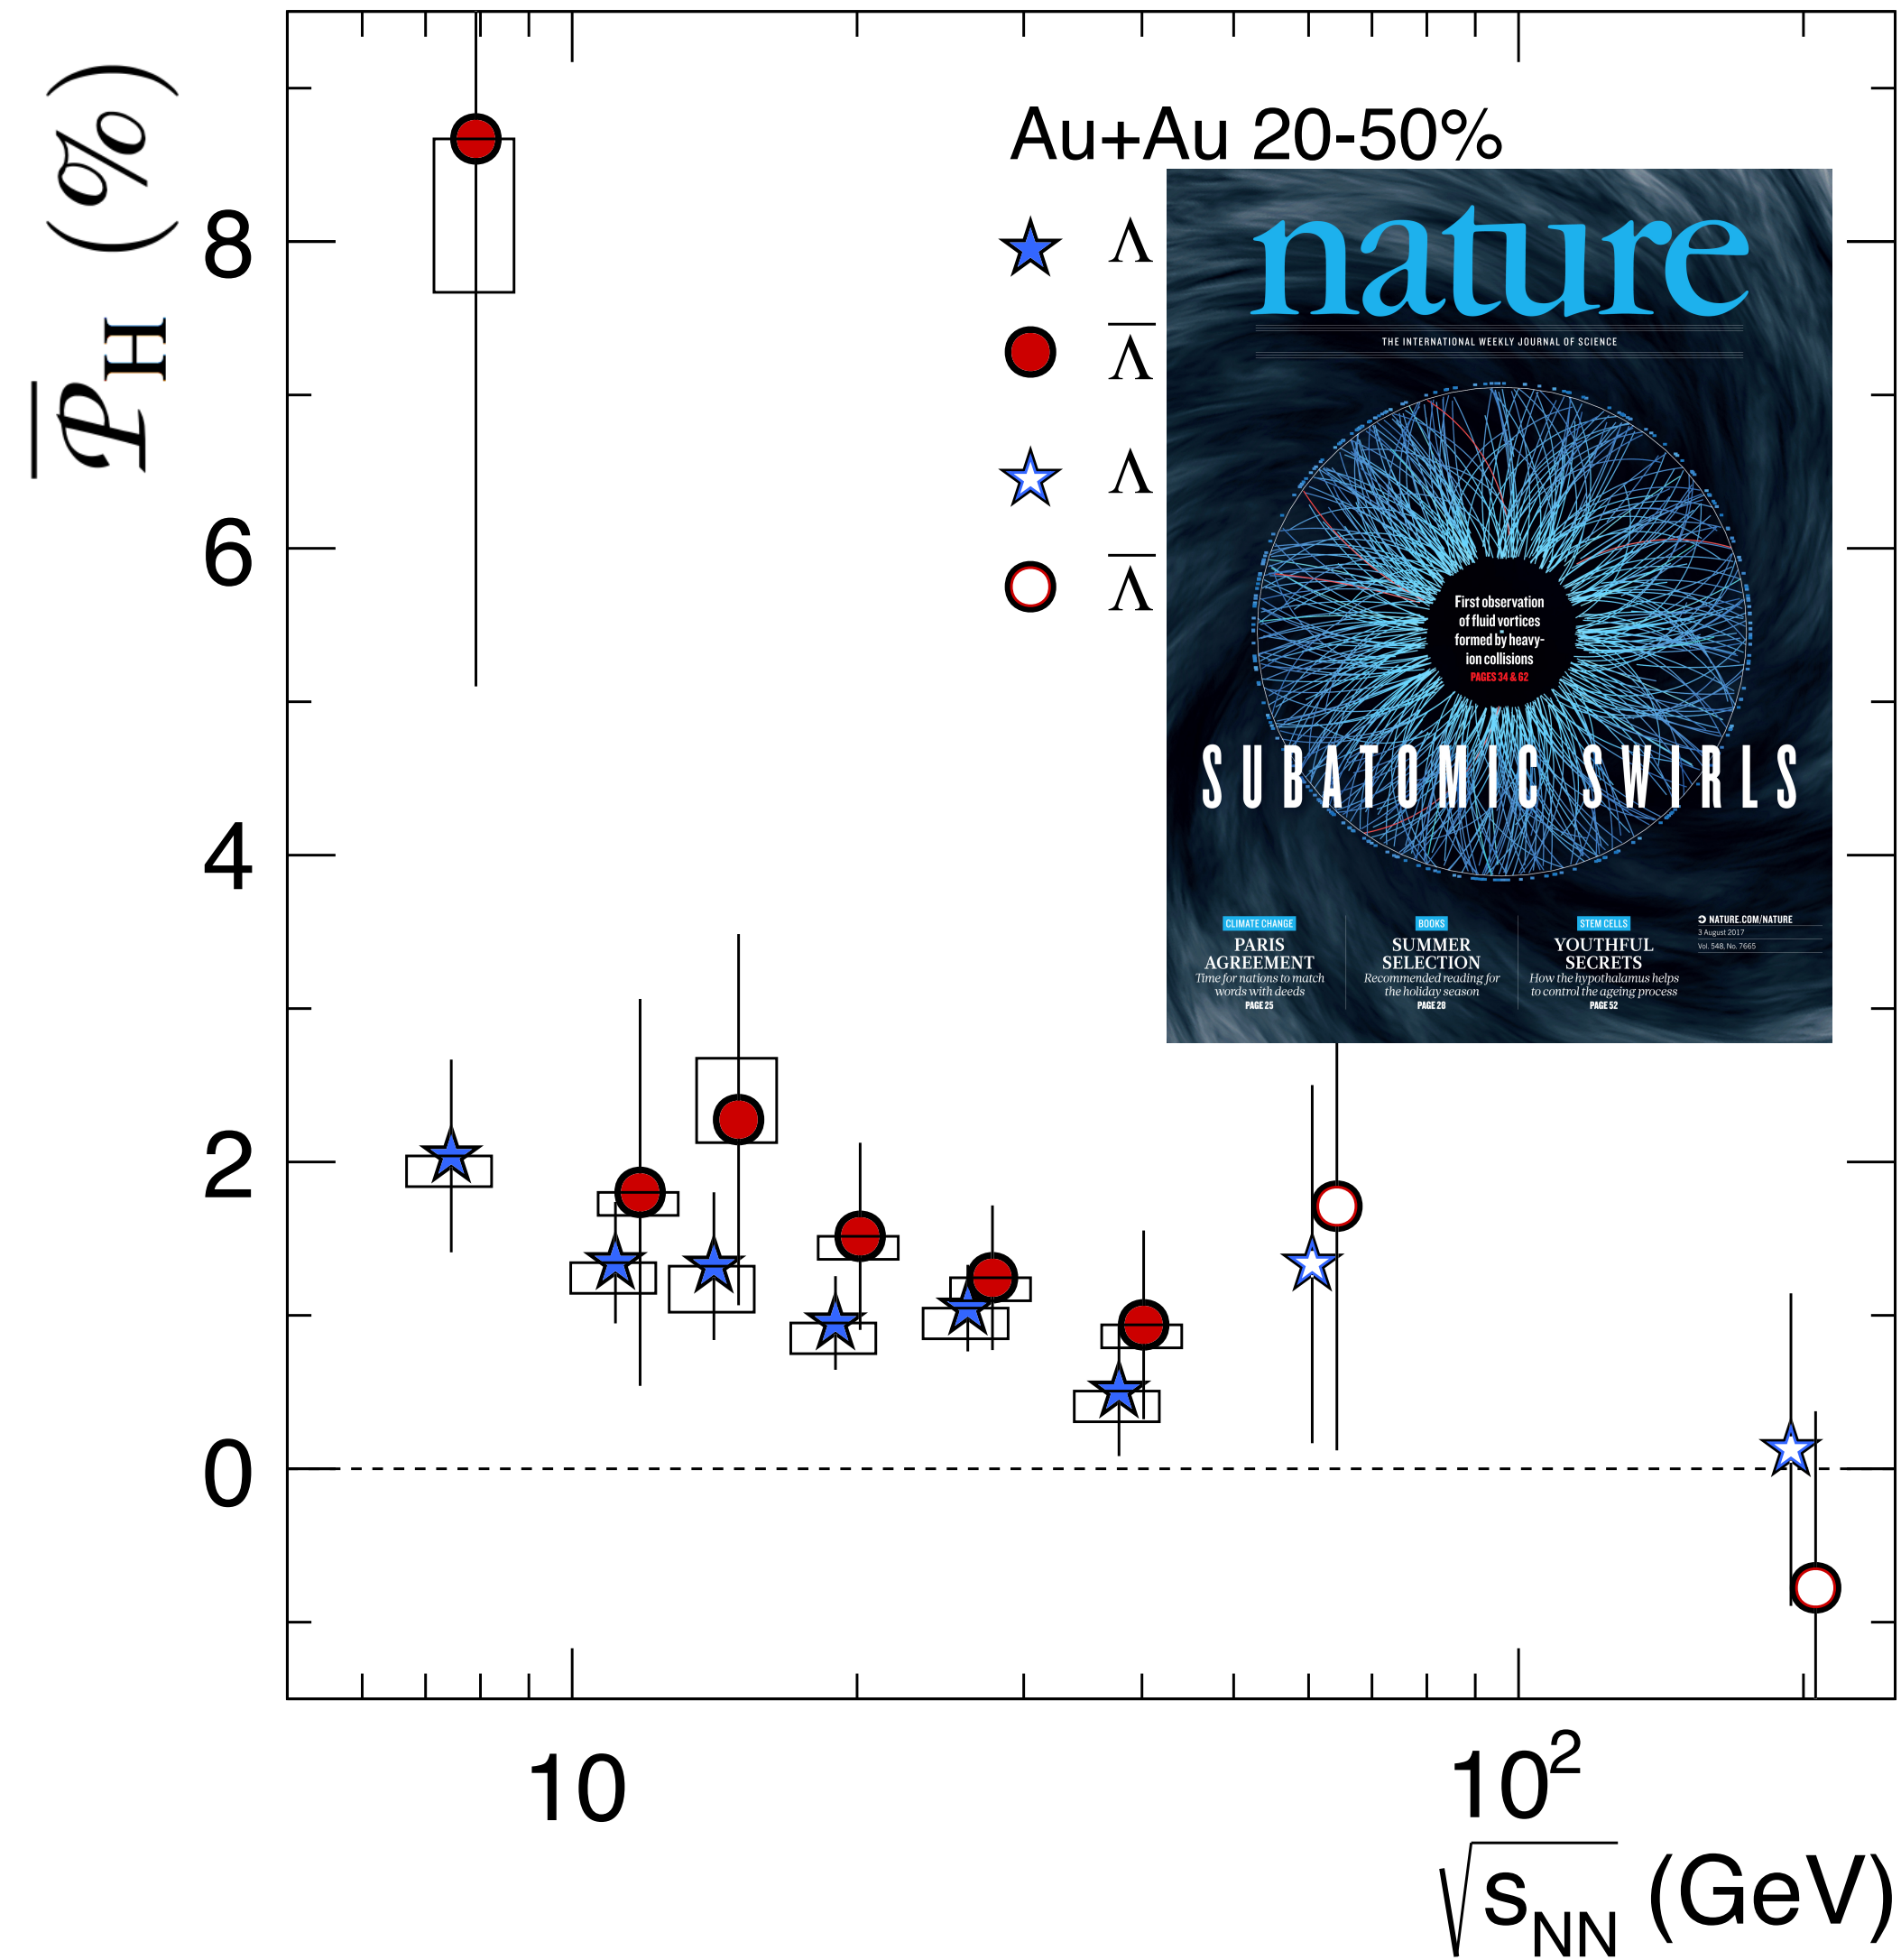 P̅_H (%)
8
6
4
2
0
10
10²
√s_NN (GeV)
Au+Au 20-50%
Λ
Λ̅
Λ
Λ̅
nature
THE INTERNATIONAL WEEKLY JOURNAL OF SCIENCE
First observation
of fluid vortices
formed by heavy-
ion collisions
PAGES 34 & 62
SUBATOMIC SWIRLS
CLIMATE CHANGE
PARIS
AGREEMENT
Time for nations to match
words with deeds
PAGE 25
BOOKS
SUMMER
SELECTION
Recommended reading for
the holiday season
PAGE 28
STEM CELLS
YOUTHFUL
SECRETS
How the hypothalamus helps
to control the ageing process
PAGE 52
NATURE.COM/NATURE
3 August 2017
Vol. 548, No. 7665